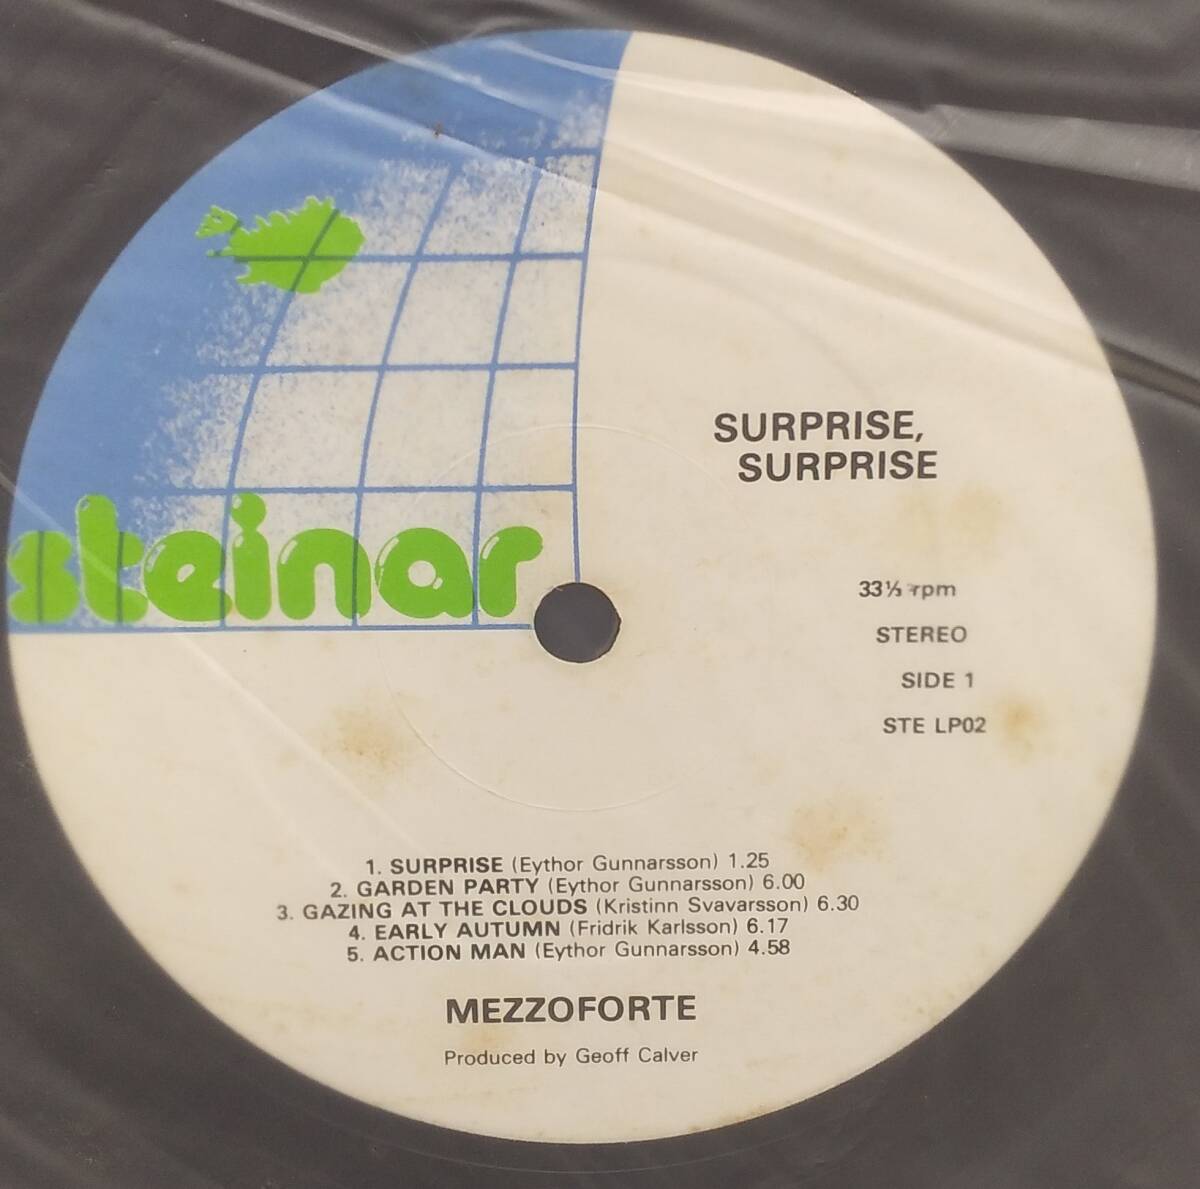 steinar
SURPRISE,
SURPRISE
33⅓ rpm
STEREO
SIDE 1
STE LP02
1. SURPRISE (Eythor Gunnarsson) 1.25
2. GARDEN PARTY (Eythor Gunnarsson) 6.00
3. GAZING AT THE CLOUDS (Kristinn Svavarsson) 6.30
4. EARLY AUTUMN (Fridrik Karlsson) 6.17
5. ACTION MAN (Eythor Gunnarsson) 4.58
MEZZOFORTE
Produced by Geoff Calver